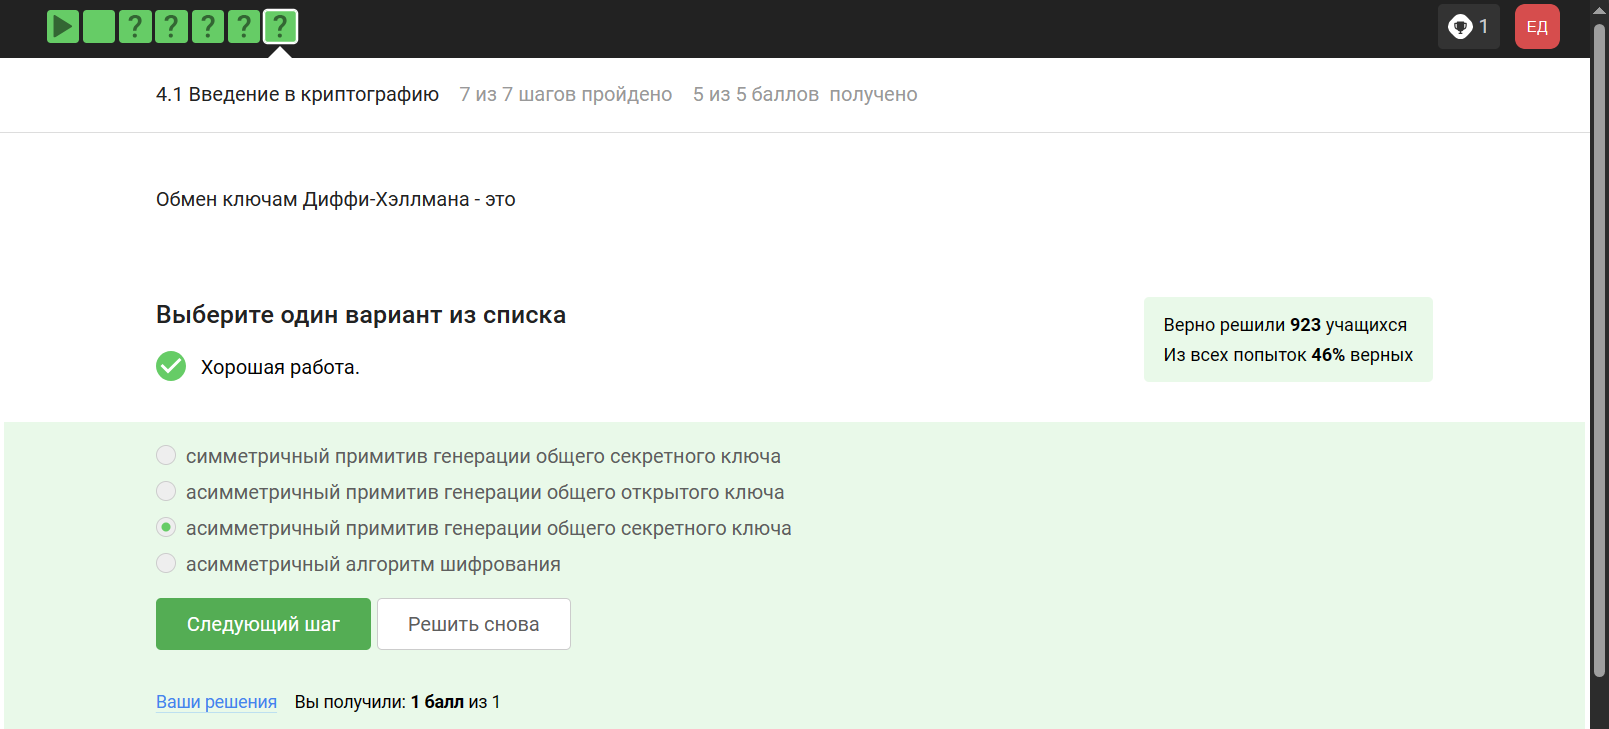 ? ? ? ? ?
1
ЕД
4.1 Введение в криптографию 7 из 7 шагов пройдено 5 из 5 баллов получено
Обмен ключам Диффи-Хэллмана - это
Выберите один вариант из списка
Хорошая работа.
Верно решили 923 учащихся
Из всех попыток 46% верных
симметричный примитив генерации общего секретного ключа
асимметричный примитив генерации общего открытого ключа
асимметричный примитив генерации общего секретного ключа
асимметричный алгоритм шифрования
Следующий шаг Решить снова
Ваши решения Вы получили: 1 балл из 1